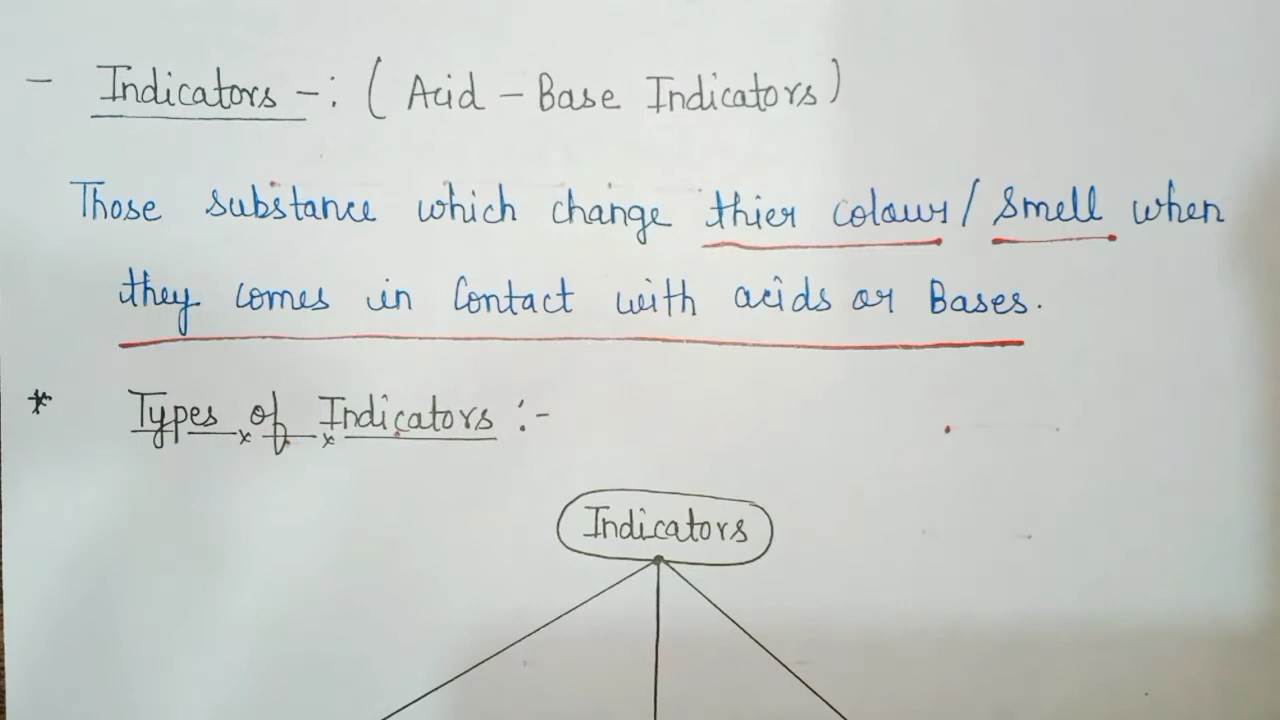 - Indicators -: ( Acid - Base Indicators )
Those substance which change thier colour / Smell when
they comes in Contact with acids or Bases.
* Types of Indicators :-
Indicators